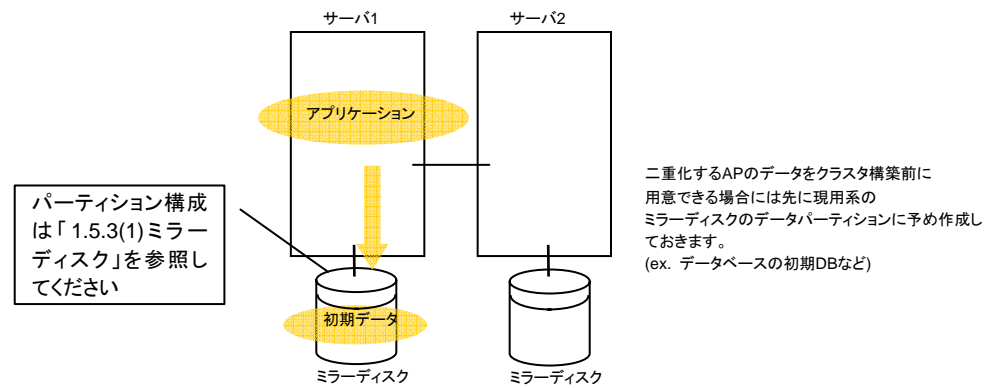 サーバ1
サーバ2
アプリケーション
パーティション構成
は「1.5.3(1)ミラー
ディスク」を参照し
てください
二重化するAPのデータをクラスタ構築前に
用意できる場合には先に現用系の
ミラーディスクのデータパーティションに予め作成し
ておきます。
(ex. データベースの初期DBなど)
初期データ
ミラーディスク
ミラーディスク